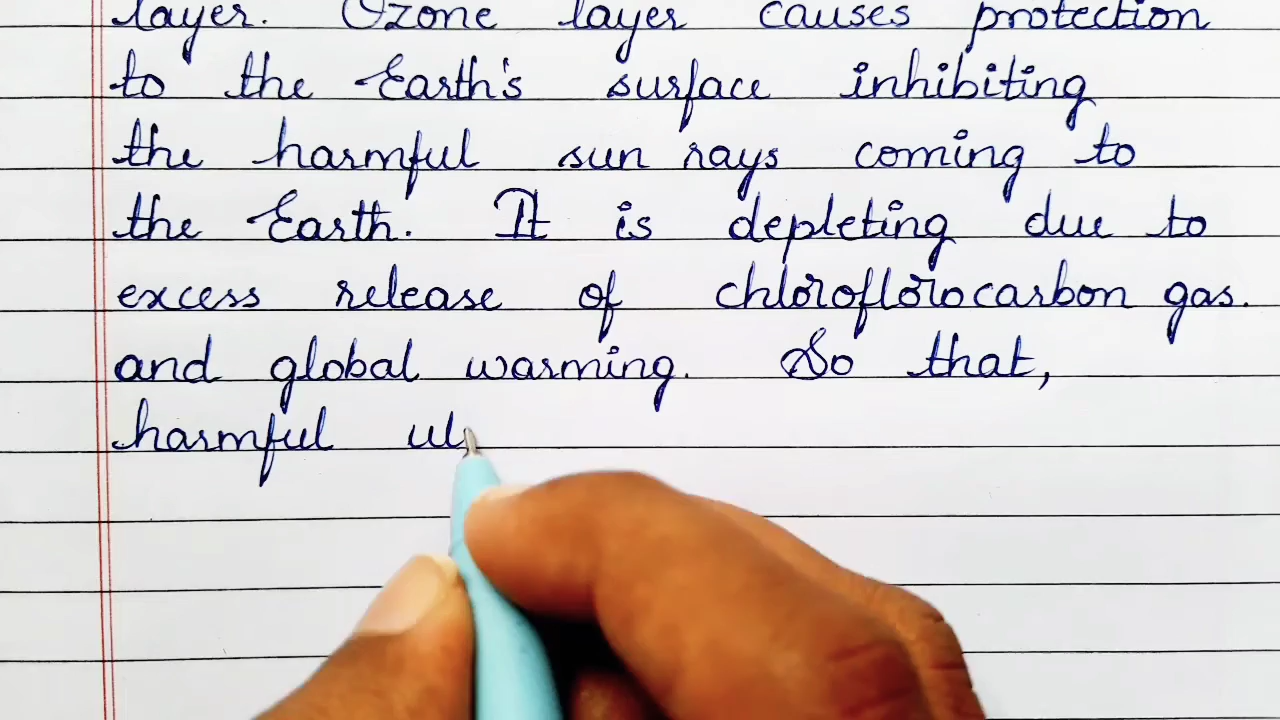 layer. Ozone layer causes protection
to the Earth's surface inhibiting
the harmful sun rays coming to
the Earth. It is depleting due to
excess release of chloroflorocarbon gas.
and global warming. So that,
harmful ul